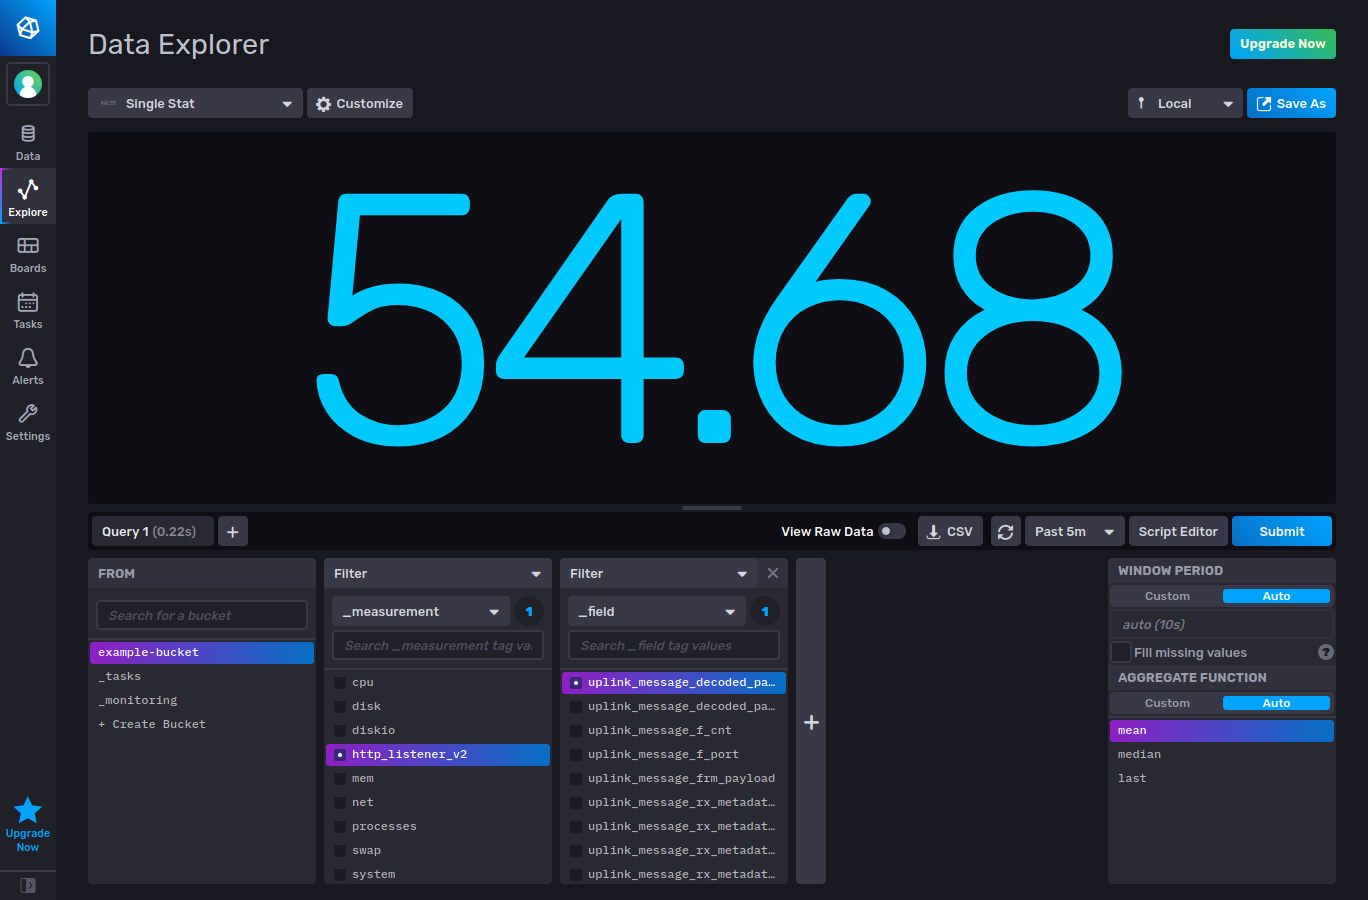 Data Explorer
Upgrade Now
Single Stat
Customize
Local
Save As
Data
Explore
Boards
Tasks
Alerts
Settings
Upgrade
Now
54.68
Query 1 (0.22s)
+
View Raw Data
CSV
Past 5m
Script Editor
Submit
FROM
Search for a bucket
example-bucket
_tasks
_monitoring
+ Create Bucket
Filter
_measurement
1
Search _measurement tag va
cpu
disk
diskio
http_listener_v2
mem
net
processes
swap
system
Filter
_field
1
Search _field tag values
uplink_message_decoded_pa…
uplink_message_decoded_pa…
uplink_message_f_cnt
uplink_message_f_port
uplink_message_frm_payload
uplink_message_rx_metadat…
uplink_message_rx_metadat…
uplink_message_rx_metadat…
uplink_message_rx_metadat…
+
WINDOW PERIOD
Custom
Auto
auto (10s)
Fill missing values
?
AGGREGATE FUNCTION
Custom
Auto
mean
median
last